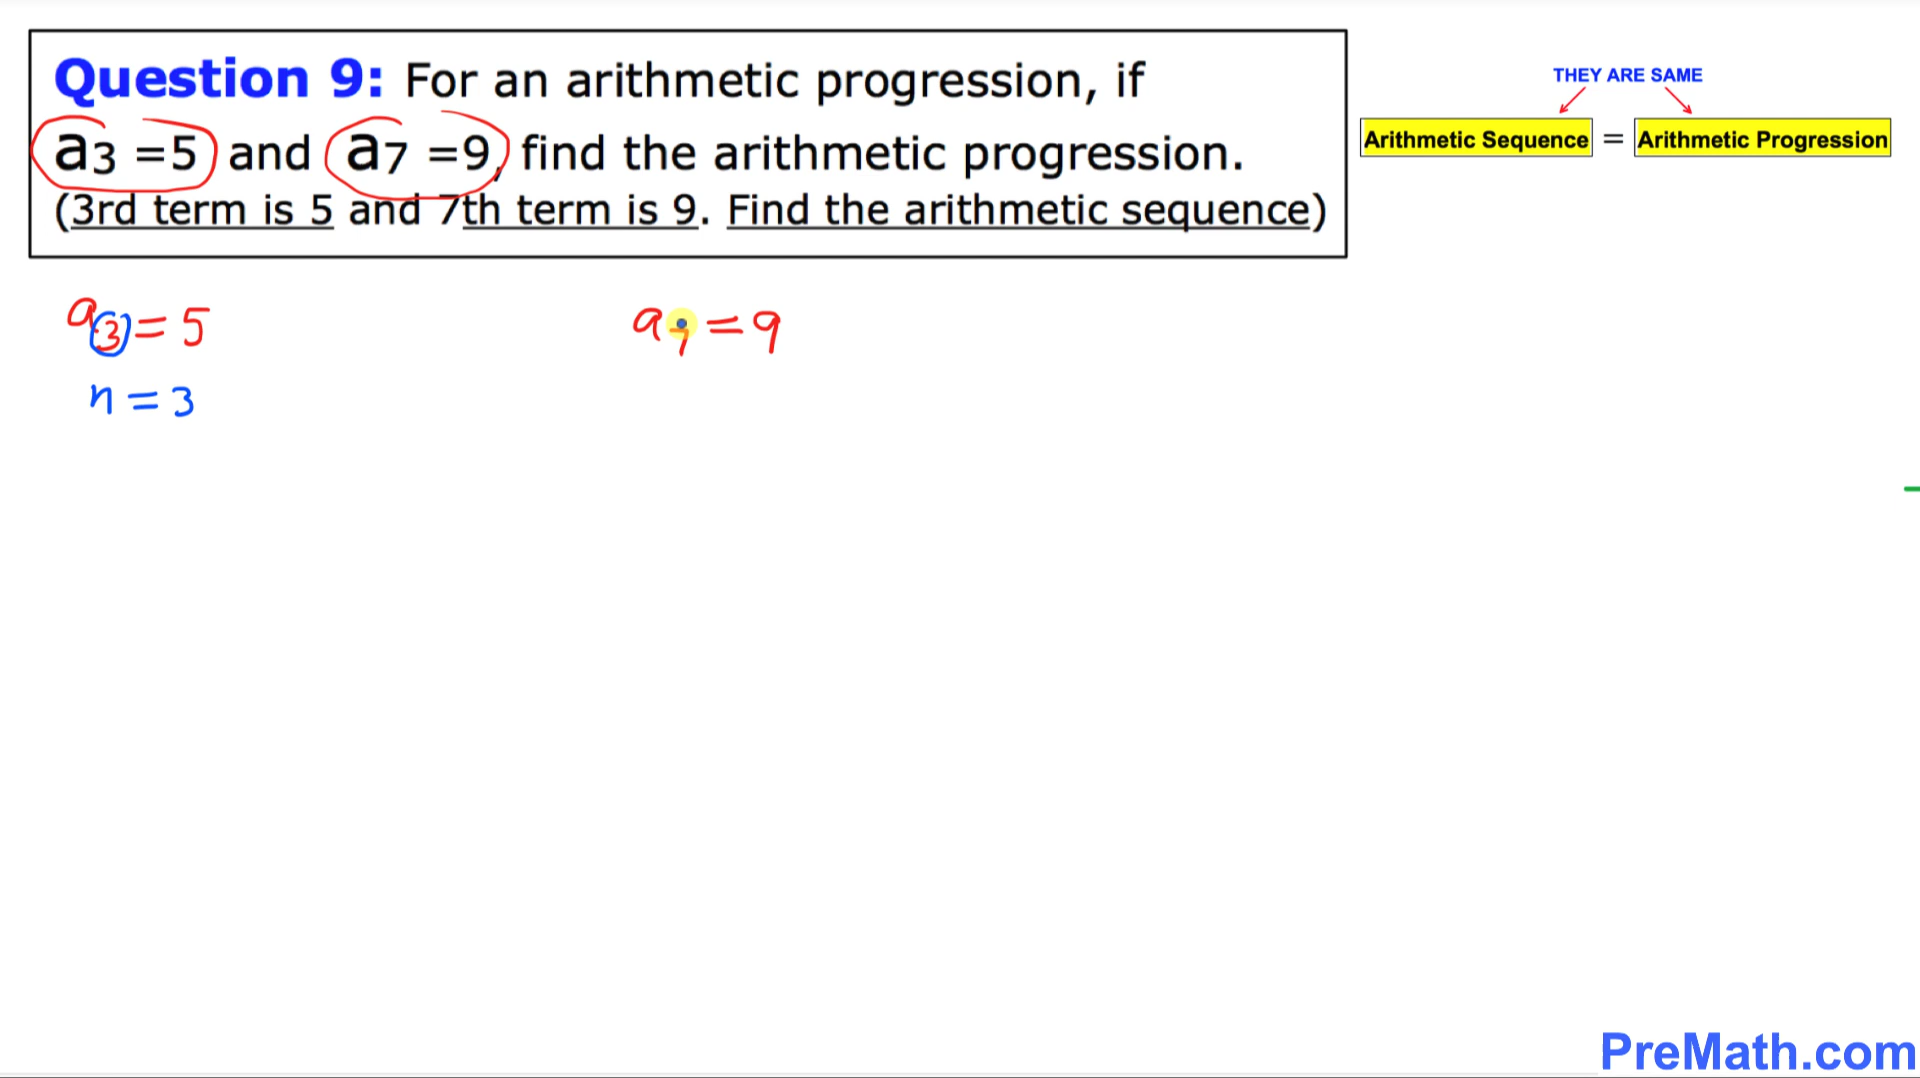 Question 9: For an arithmetic progression, if
a3 =5 and a7 =9, find the arithmetic progression.
(3rd term is 5 and 7th term is 9. Find the arithmetic sequence)
THEY ARE SAME
Arithmetic Sequence = Arithmetic Progression
a3 = 5
a7 = 9
n = 3
PreMath.com